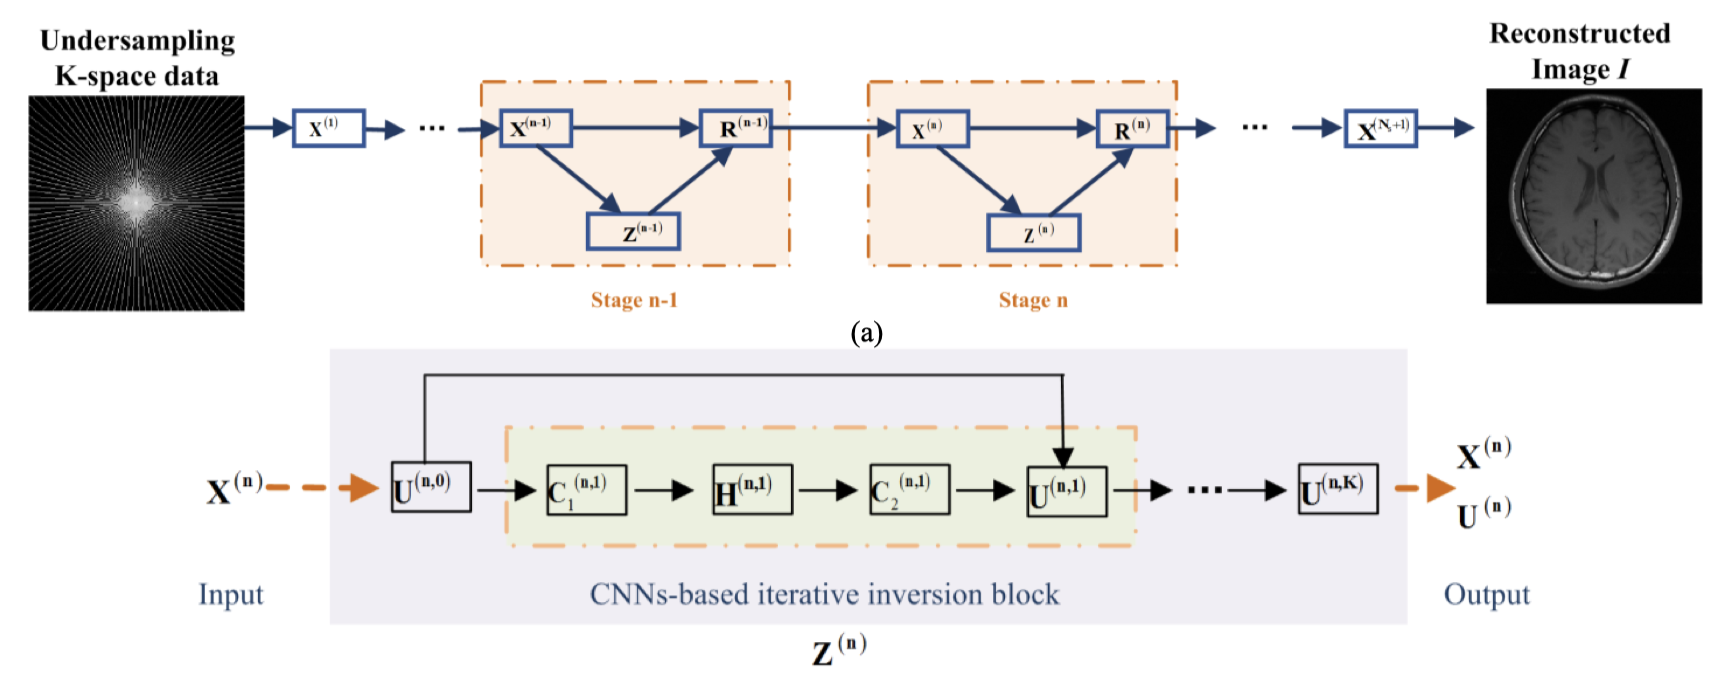 Undersampling
K-space data
Reconstructed
Image I
X^(1)
...
X^(n-1)
R^(n-1)
Z^(n-1)
X^(n)
R^(n)
Z^(n)
...
X^(N_s+1)
Stage n-1
Stage n
(a)
X^(n)
U^(n,0)
C_1^(n,1)
H^(n,1)
C_2^(n,1)
U^(n,1)
...
U^(n,K)
X^(n)
U^(n)
Input
CNNs-based iterative inversion block
Output
Z^(n)